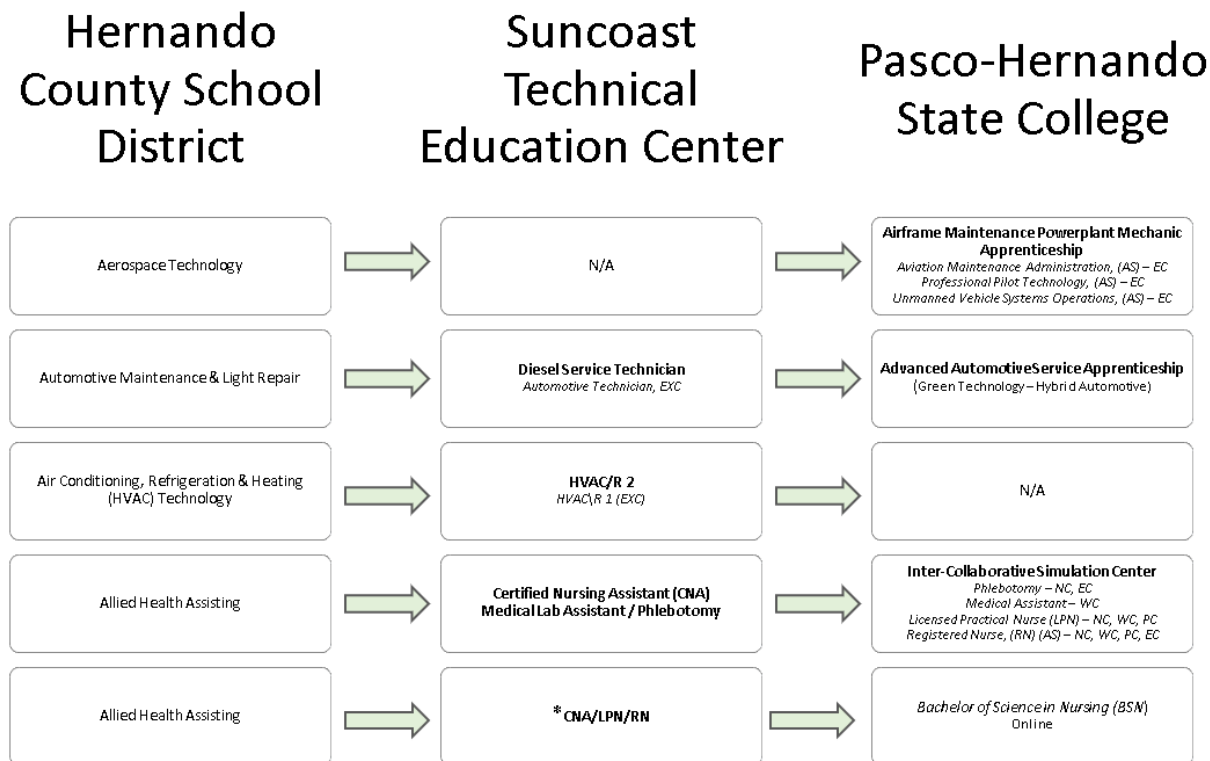 Hernando
County School
District
Suncoast
Technical
Education Center
Pasco-Hernando
State College
Aerospace Technology
N/A
Airframe Maintenance Powerplant Mechanic
Apprenticeship
Aviation Maintenance Administration, (AS) – EC
Professional Pilot Technology, (AS) – EC
Unmanned Vehicle Systems Operations, (AS) – EC
Automotive Maintenance & Light Repair
Diesel Service Technician
Automotive Technician, EXC
Advanced Automotive Service Apprenticeship
(Green Technology – Hybrid Automotive)
Air Conditioning, Refrigeration & Heating
(HVAC) Technology
HVAC/R 2
HVAC\R 1 (EXC)
N/A
Allied Health Assisting
Certified Nursing Assistant (CNA)
Medical Lab Assistant / Phlebotomy
Inter-Collaborative Simulation Center
Phlebotomy – NC, EC
Medical Assistant – WC
Licensed Practical Nurse (LPN) – NC, WC, PC
Registered Nurse, (RN) (AS) – NC, WC, PC, EC
Allied Health Assisting
*CNA/LPN/RN
Bachelor of Science in Nursing (BSN)
Online